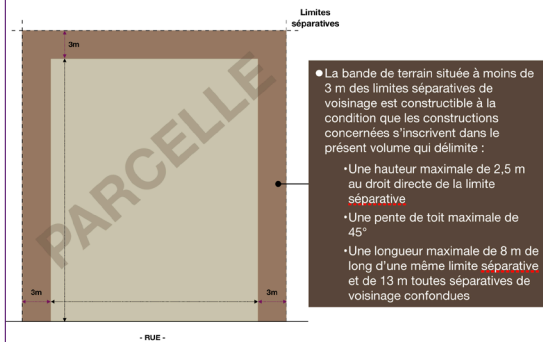 Limites
séparatives
3m
PARCELLE
3m
3m
- RUE -
●La bande de terrain située à moins de
3 m des limites séparatives de
voisinage est constructible à la
condition que les constructions
concernées s’inscrivent dans le
présent volume qui délimite :
•Une hauteur maximale de 2,5 m
au droit directe de la limite
séparative
•Une pente de toit maximale de
45°
•Une longueur maximale de 8 m de
long d’une même limite séparative
et de 13 m toutes séparatives de
voisinage confondues